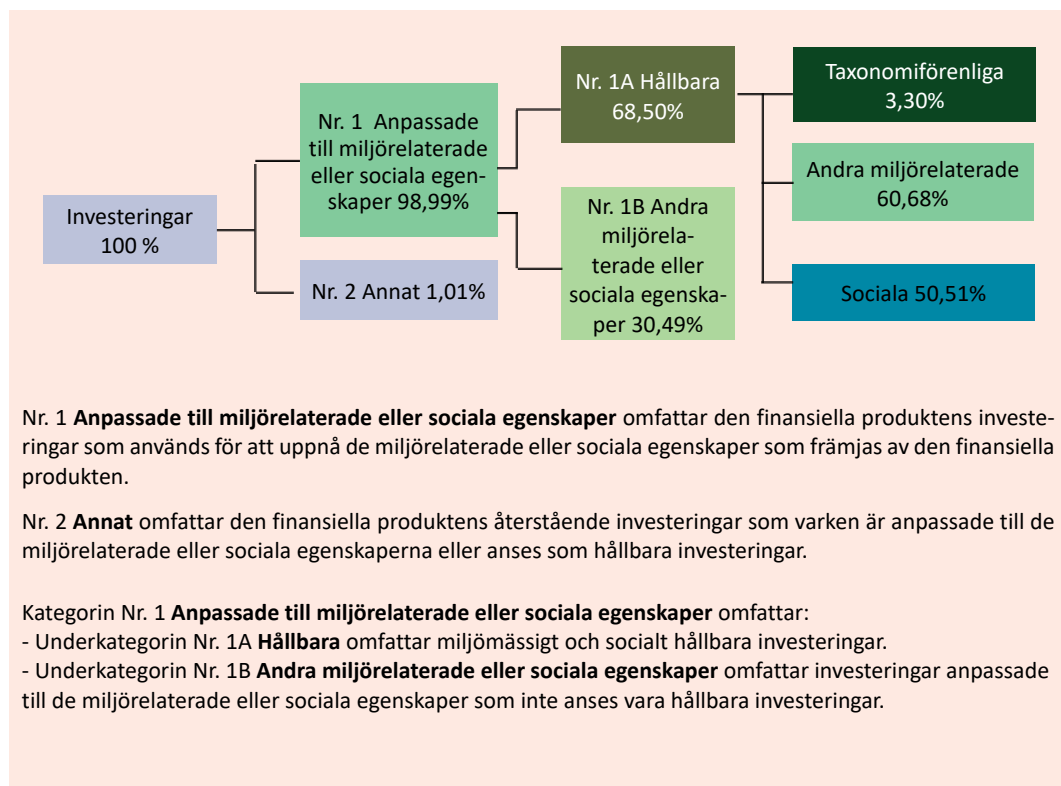 Investeringar
100 %
Nr. 1 Anpassade
till miljörelaterade
eller sociala egen-
skaper 98,99%
Nr. 2 Annat 1,01%
Nr. 1A Hållbara
68,50%
Nr. 1B Andra
miljörela-
terade eller
sociala egenska-
per 30,49%
Taxonomiförenliga
3,30%
Andra miljörelaterade
60,68%
Sociala 50,51%
Nr. 1 Anpassade till miljörelaterade eller sociala egenskaper omfattar den finansiella produktens investe-
ringar som används för att uppnå de miljörelaterade eller sociala egenskaper som främjas av den finansiella
produkten.
Nr. 2 Annat omfattar den finansiella produktens återstående investeringar som varken är anpassade till de
miljörelaterade eller sociala egenskaperna eller anses som hållbara investeringar.
Kategorin Nr. 1 Anpassade till miljörelaterade eller sociala egenskaper omfattar:
- Underkategorin Nr. 1A Hållbara omfattar miljömässigt och socialt hållbara investeringar.
- Underkategorin Nr. 1B Andra miljörelaterade eller sociala egenskaper omfattar investeringar anpassade
till de miljörelaterade eller sociala egenskaper som inte anses vara hållbara investeringar.